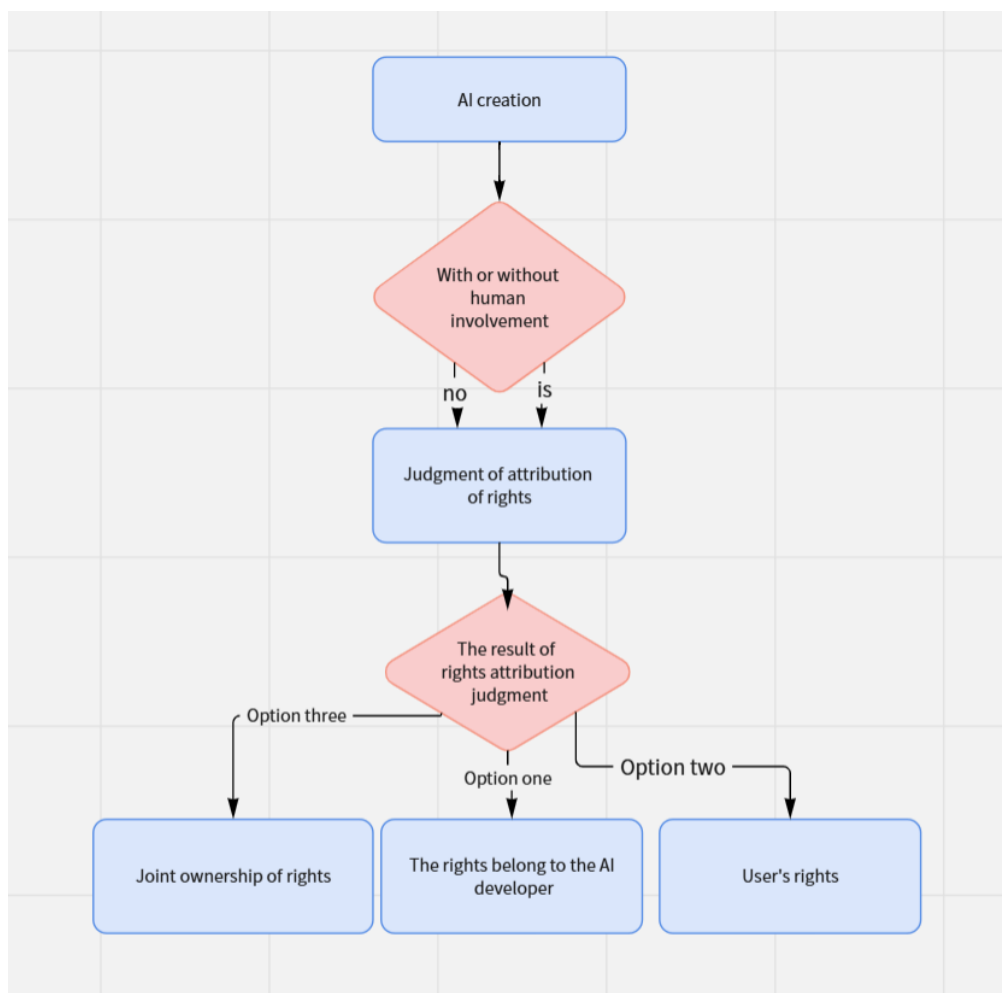 AI creation
With or without
human
involvement
no
is
Judgment of attribution
of rights
The result of
rights attribution
judgment
Option three
Option one
Option two
Joint ownership of rights
The rights belong to the AI
developer
User's rights